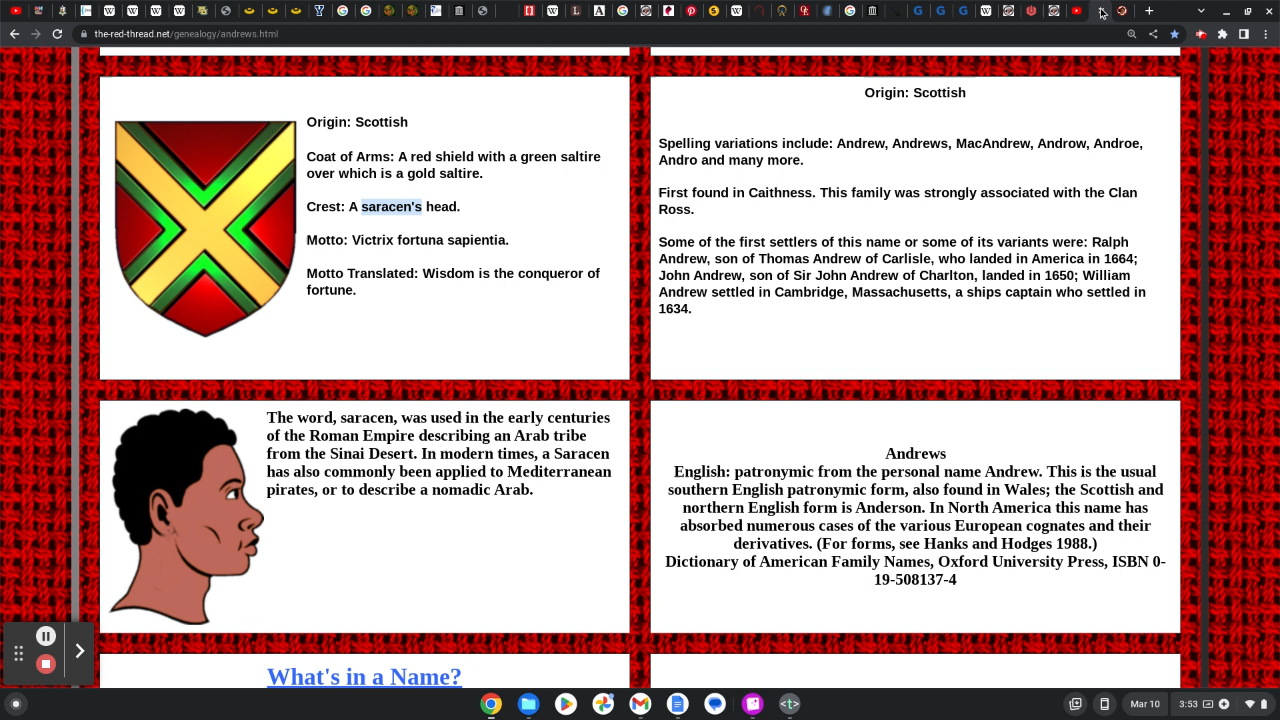 the-red-thread.net/genealogy/andrews.html
Origin: Scottish
Coat of Arms: A red shield with a green saltire
over which is a gold saltire.
Crest: A saracen's head.
Motto: Victrix fortuna sapientia.
Motto Translated: Wisdom is the conqueror of
fortune.
Origin: Scottish
Spelling variations include: Andrew, Andrews, MacAndrew, Androw, Androe,
Andro and many more.
First found in Caithness. This family was strongly associated with the Clan
Ross.
Some of the first settlers of this name or some of its variants were: Ralph
Andrew, son of Thomas Andrew of Carlisle, who landed in America in 1664;
John Andrew, son of Sir John Andrew of Charlton, landed in 1650; William
Andrew settled in Cambridge, Massachusetts, a ships captain who settled in
1634.
The word, saracen, was used in the early centuries
of the Roman Empire describing an Arab tribe
from the Sinai Desert. In modern times, a Saracen
has also commonly been applied to Mediterranean
pirates, or to describe a nomadic Arab.
Andrews
English: patronymic from the personal name Andrew. This is the usual
southern English patronymic form, also found in Wales; the Scottish and
northern English form is Anderson. In North America this name has
absorbed numerous cases of the various European cognates and their
derivatives. (For forms, see Hanks and Hodges 1988.)
Dictionary of American Family Names, Oxford University Press, ISBN 0-
19-508137-4
What's in a Name?
Mar 10
3:53